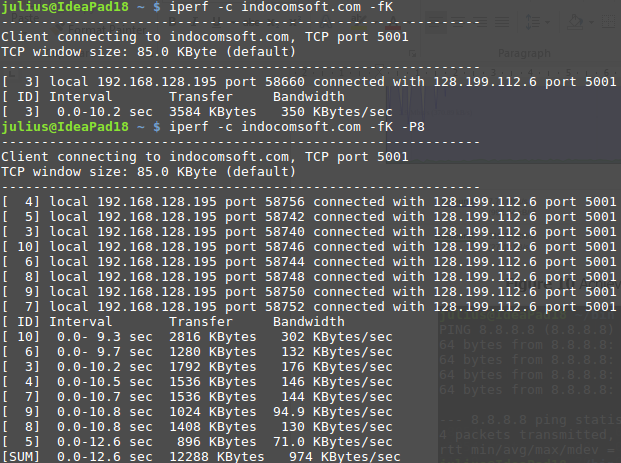 julius@IdeaPad18 ~ $ iperf -c indocomsoft.com -fK
------------------------------------------------------------
Client connecting to indocomsoft.com, TCP port 5001
TCP window size: 85.0 KByte (default)
------------------------------------------------------------
[  3] local 192.168.128.195 port 58660 connected with 128.199.112.6 port 5001
[ ID] Interval       Transfer     Bandwidth
[  3]  0.0-10.2 sec  3584 KBytes   350 KBytes/sec
julius@IdeaPad18 ~ $ iperf -c indocomsoft.com -fK -P8
------------------------------------------------------------
Client connecting to indocomsoft.com, TCP port 5001
TCP window size: 85.0 KByte (default)
------------------------------------------------------------
[  4] local 192.168.128.195 port 58756 connected with 128.199.112.6 port 5001
[  5] local 192.168.128.195 port 58742 connected with 128.199.112.6 port 5001
[  3] local 192.168.128.195 port 58740 connected with 128.199.112.6 port 5001
[ 10] local 192.168.128.195 port 58746 connected with 128.199.112.6 port 5001
[  6] local 192.168.128.195 port 58744 connected with 128.199.112.6 port 5001
[  8] local 192.168.128.195 port 58748 connected with 128.199.112.6 port 5001
[  9] local 192.168.128.195 port 58750 connected with 128.199.112.6 port 5001
[  7] local 192.168.128.195 port 58752 connected with 128.199.112.6 port 5001
[ ID] Interval       Transfer     Bandwidth
[ 10]  0.0- 9.3 sec  2816 KBytes   302 KBytes/sec
[  6]  0.0- 9.7 sec  1280 KBytes   132 KBytes/sec
[  3]  0.0-10.2 sec  1792 KBytes   176 KBytes/sec
[  4]  0.0-10.5 sec  1536 KBytes   146 KBytes/sec
[  7]  0.0-10.7 sec  1536 KBytes   144 KBytes/sec
[  9]  0.0-10.8 sec  1024 KBytes  94.9 KBytes/sec
[  8]  0.0-10.8 sec  1408 KBytes   130 KBytes/sec
[  5]  0.0-12.6 sec   896 KBytes  71.0 KBytes/sec
[SUM]  0.0-12.6 sec  12288 KBytes   974 KBytes/sec
Paragraph
PING 8.8.8.8 (8.8.8.8)
64 bytes from 8.8.8.8:
64 bytes from 8.8.8.8:
64 bytes from 8.8.8.8:
64 bytes from 8.8.8.8:
--- 8.8.8.8 ping statis
4 packets transmitted,
rtt min/avg/max/mdev =